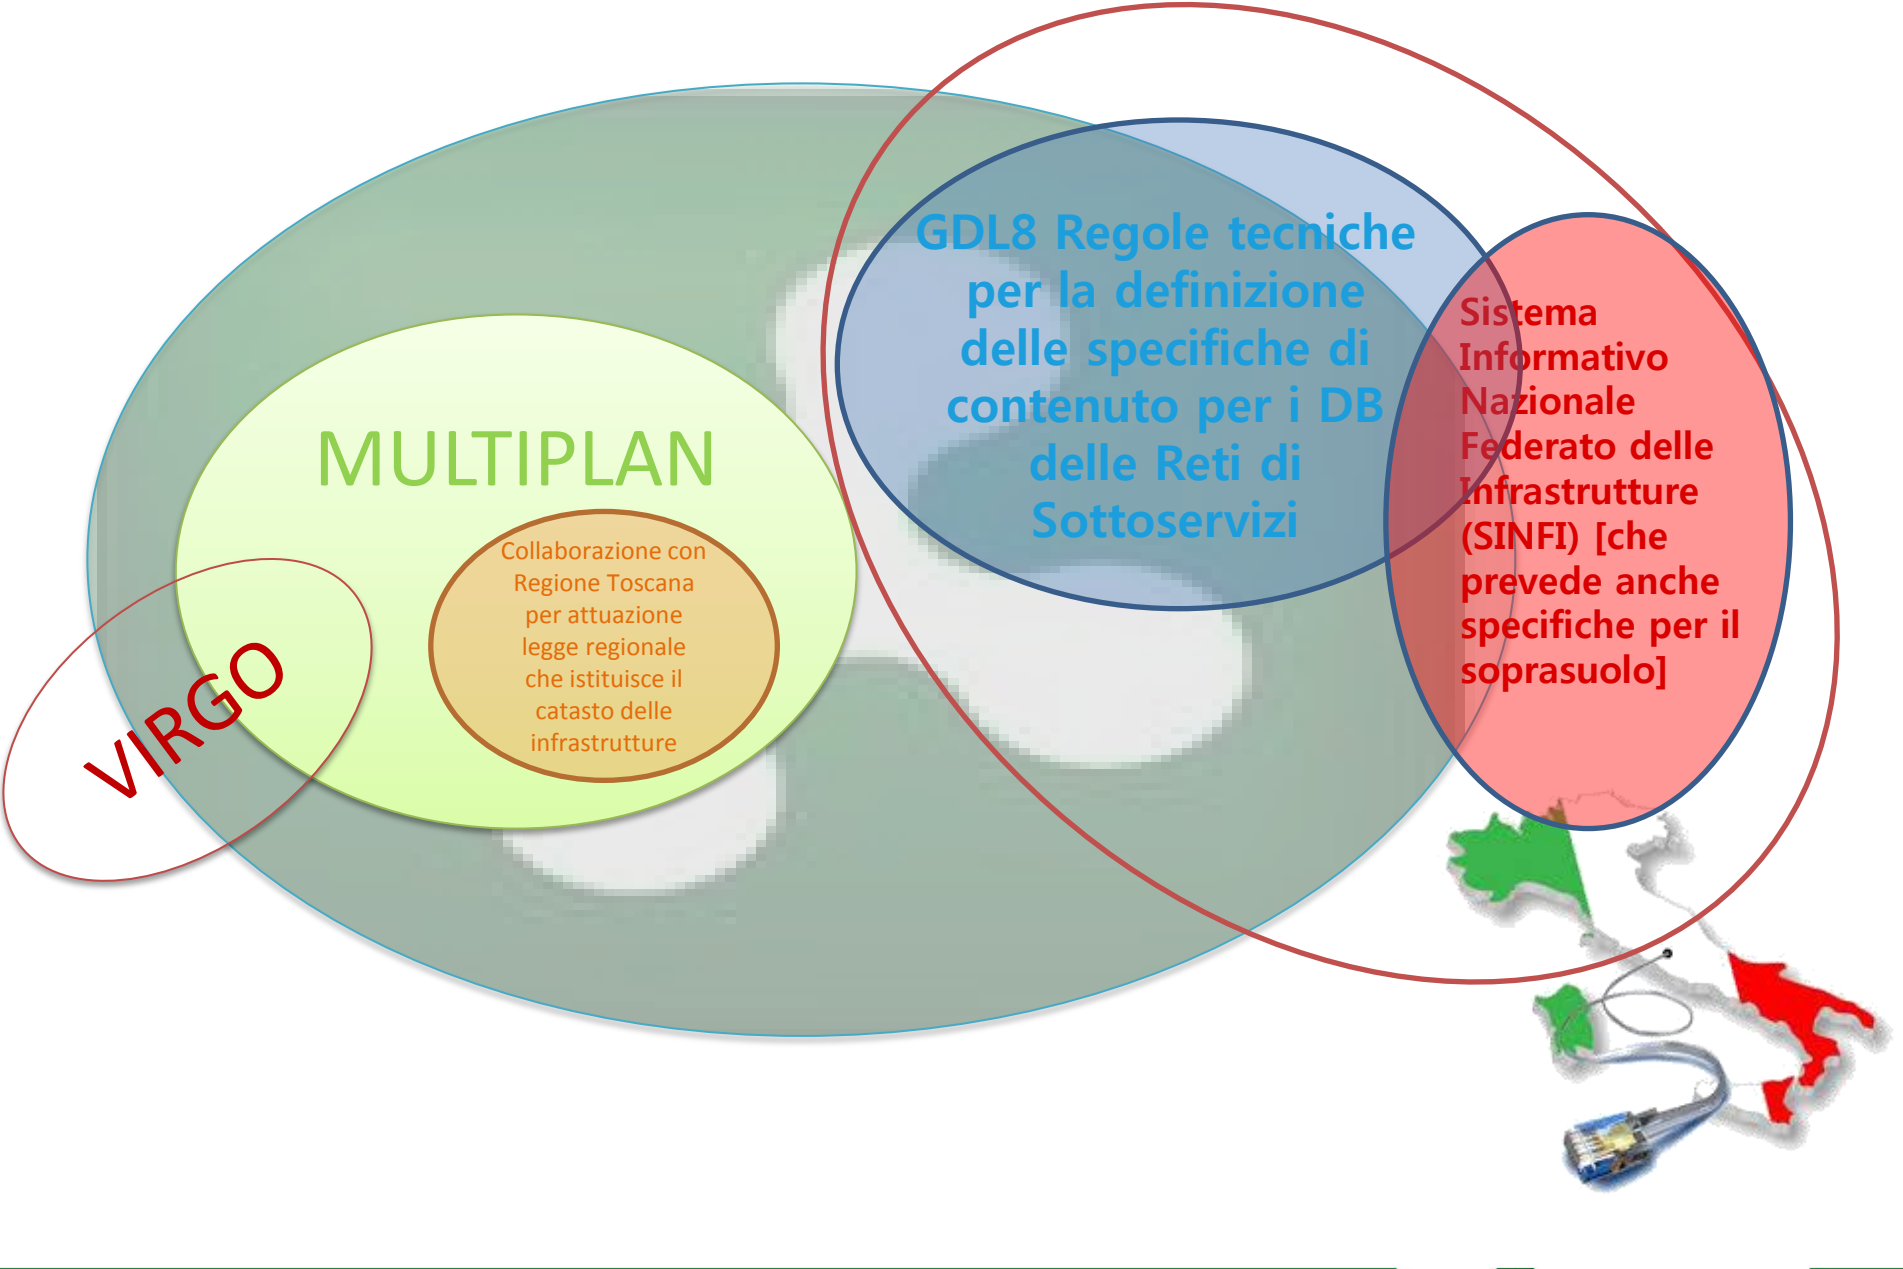 GDL8 Regole tecniche
per la definizione
delle specifiche di
contenuto per i DB
delle Reti di
Sottoservizi
Sistema
Informativo
Nazionale
Federato delle
Infrastrutture
(SINFI) [che
prevede anche
specifiche per il
soprasuolo]
MULTIPLAN
Collaborazione con
Regione Toscana
per attuazione
legge regionale
che istituisce il
catasto delle
infrastrutture
VIRGO